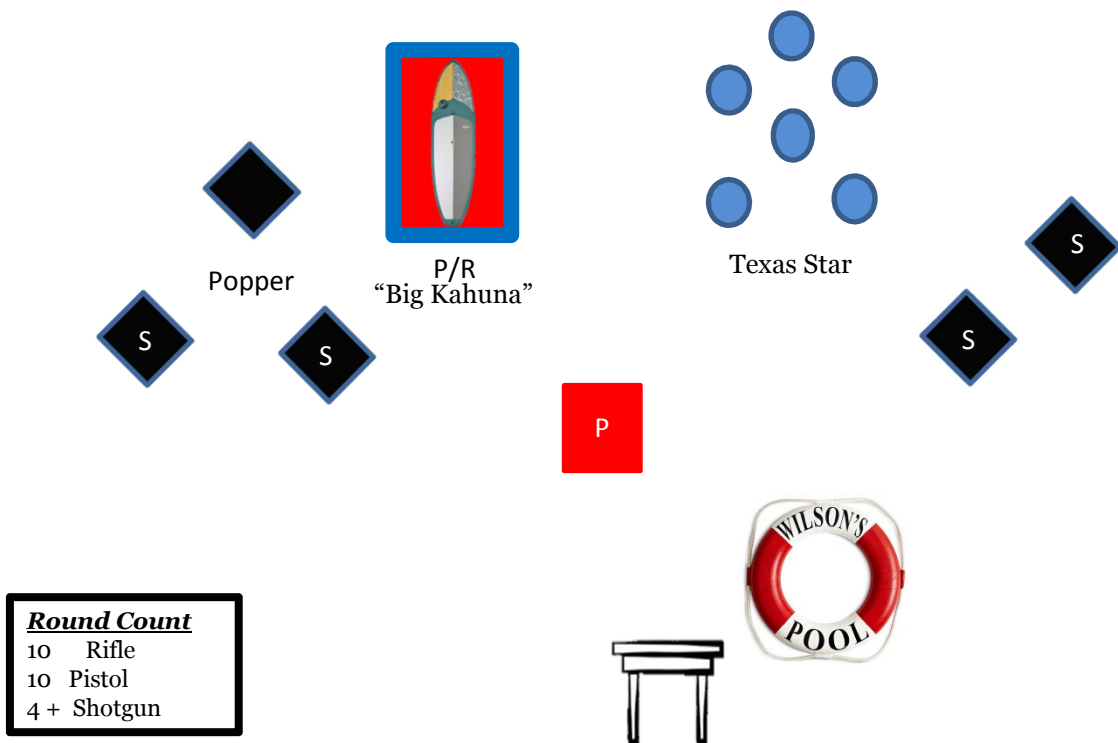 Popper
S
S
P/R
“Big Kahuna”
Texas Star
S
S
P
WILSON'S
POOL
Round Count
10 Rifle
10 Pistol
4 + Shotgun